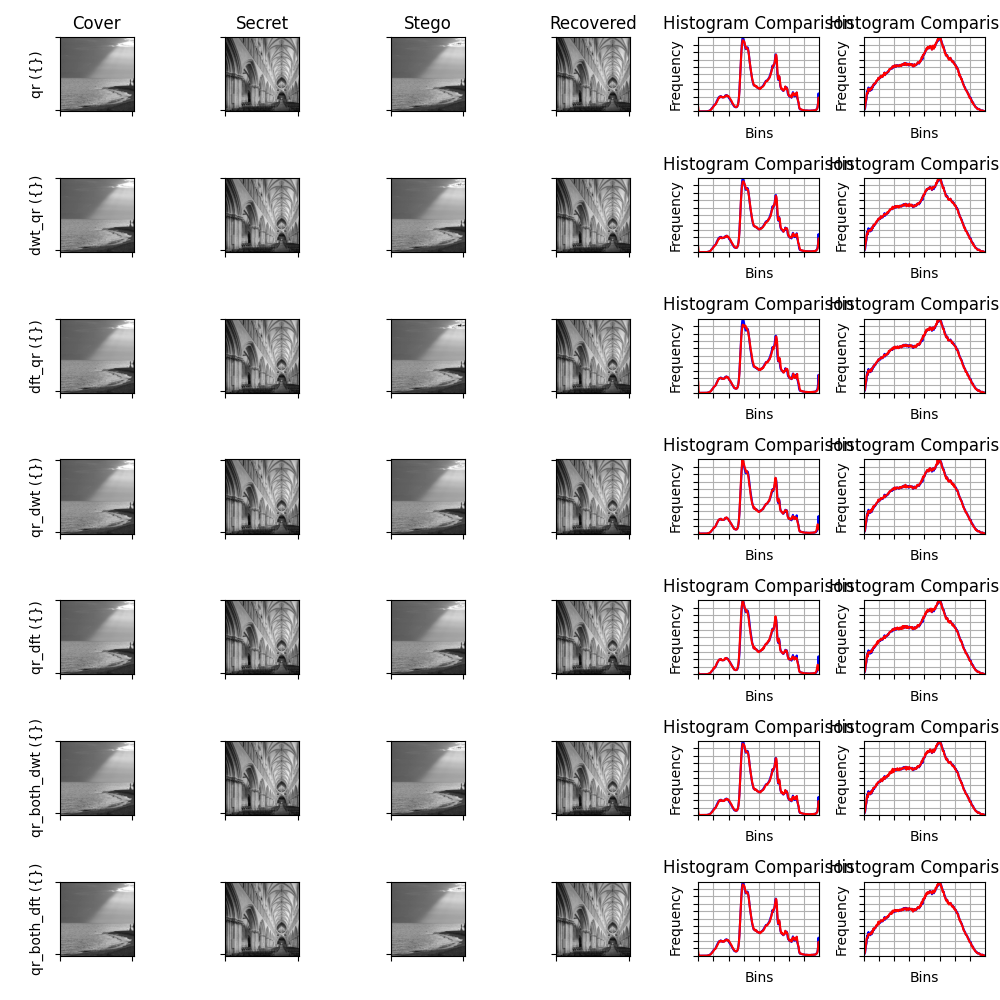 Cover Secret Stego Recovered Histogram Comparison Histogram Comparis
qr ({}) Frequency Frequency
Bins Bins
Histogram Comparison Histogram Comparis
dwt_qr ({}) Frequency Frequency
Bins Bins
Histogram Comparison Histogram Comparis
dft_qr ({}) Frequency Frequency
Bins Bins
Histogram Comparison Histogram Comparis
qr_dwt ({}) Frequency Frequency
Bins Bins
Histogram Comparison Histogram Comparis
qr_dft ({}) Frequency Frequency
Bins Bins
Histogram Comparison Histogram Comparis
qr_both_dwt ({}) Frequency Frequency
Bins Bins
Histogram Comparison Histogram Comparis
qr_both_dft ({}) Frequency Frequency
Bins Bins